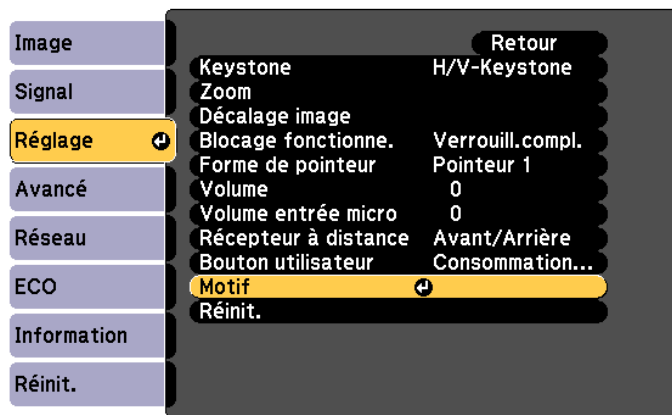 Image
Signal
Réglage
Avancé
Réseau
ECO
Information
Réinit.
Retour
Keystone H/V-Keystone
Zoom
Décalage image
Blocage fonctionne. Verrouill.compl.
Forme de pointeur Pointeur 1
Volume 0
Volume entrée micro 0
Récepteur à distance Avant/Arrière
Bouton utilisateur Consommation...
Motif
Réinit.